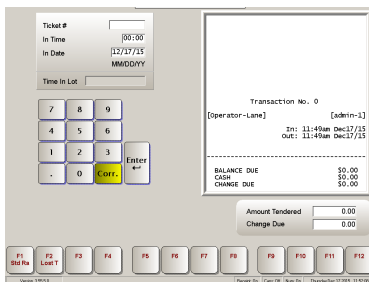 Ticket #
In Time 00:00
In Date 12/17/15
MM/DD/YY
Time In Lot
7 8 9
4 5 6
1 2 3
Enter
. 0 Corr.
Transaction No. 0
[Operator-Lane] [admin-1]
In: 11:49am Dec17/15
Out: 11:49am Dec17/15
BALANCE DUE $0.00
CASH $0.00
CHANGE DUE $0.00
Amount Tendered 0.00
Change Due 0.00
F1 F2 F3 F4 F5 F6 F7 F8 F9 F10 F11 F12
Std Ra Lost T